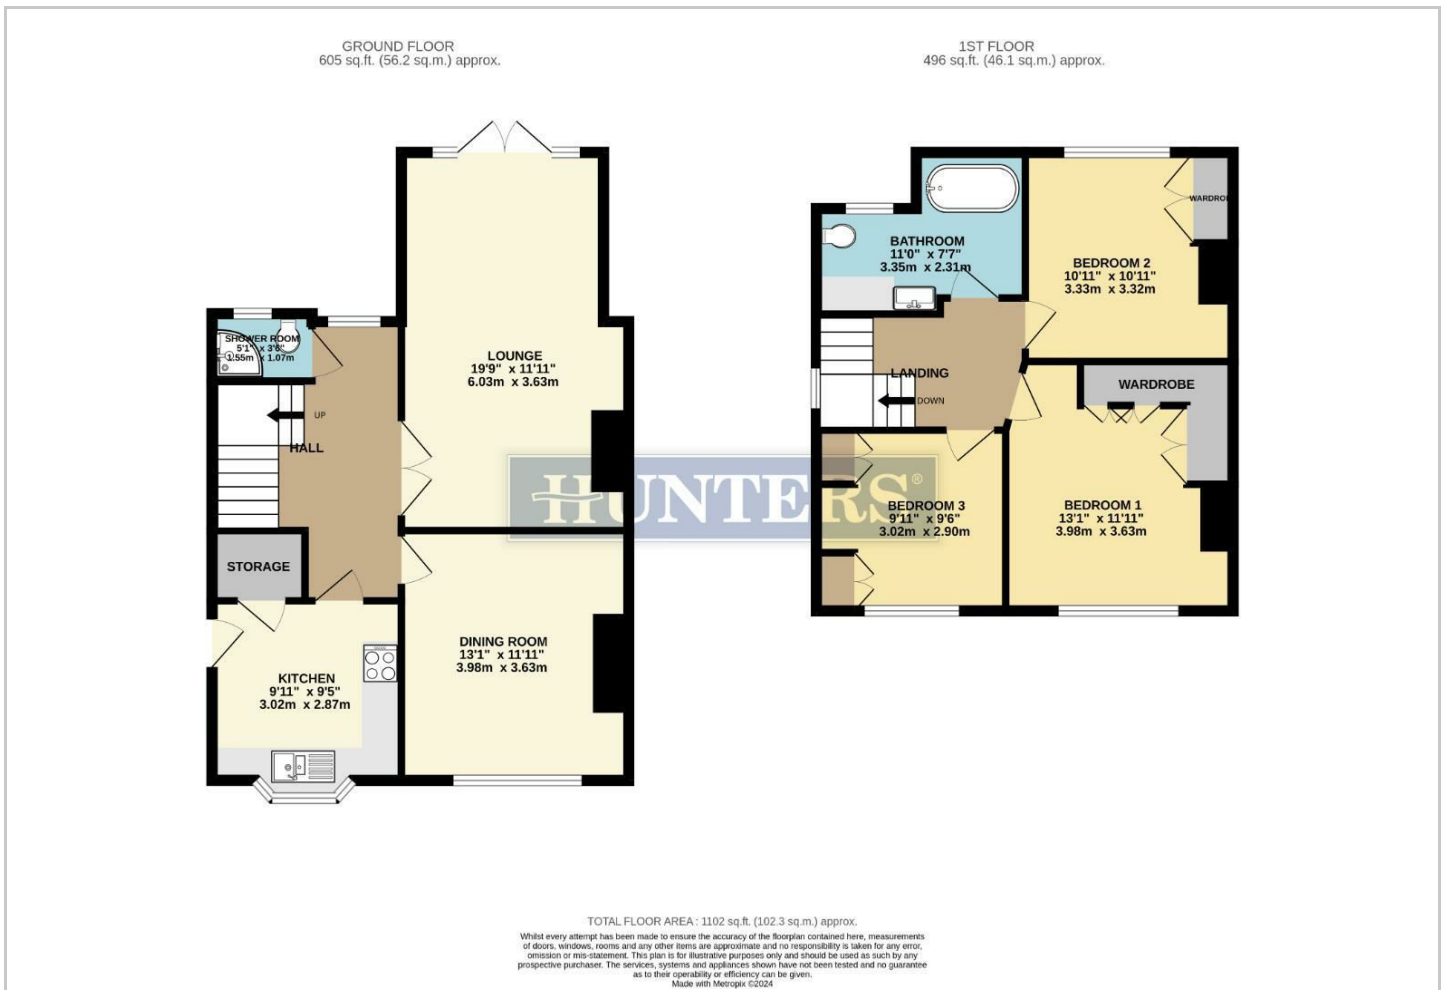 GROUND FLOOR
605 sq.ft. (56.2 sq.m.) approx.
1ST FLOOR
496 sq.ft. (46.1 sq.m.) approx.
SHOWER ROOM
5'1" x 3'6"
1.55m x 1.07m
UP
HALL
LOUNGE
19'9" x 11'11"
6.03m x 3.63m
STORAGE
KITCHEN
9'11" x 9'5"
3.02m x 2.87m
DINING ROOM
13'1" x 11'11"
3.98m x 3.63m
BATHROOM
11'0" x 7'7"
3.35m x 2.31m
BEDROOM 2
10'11" x 10'11"
3.33m x 3.32m
WARDROB
LANDING
DOWN
WARDROBE
BEDROOM 3
9'11" x 9'6"
3.02m x 2.90m
BEDROOM 1
13'1" x 11'11"
3.98m x 3.63m
HUNTERS®
TOTAL FLOOR AREA : 1102 sq.ft. (102.3 sq.m.) approx.
Whilst every attempt has been made to ensure the accuracy of the floorplan contained here, measurements
of doors, windows, rooms and any other items are approximate and no responsibility is taken for any error,
omission or mis-statement. This plan is for illustrative purposes only and should be used as such by any
prospective purchaser. The services, systems and appliances shown have not been tested and no guarantee
as to their operability or efficiency can be given.
Made with Metropix ©2024